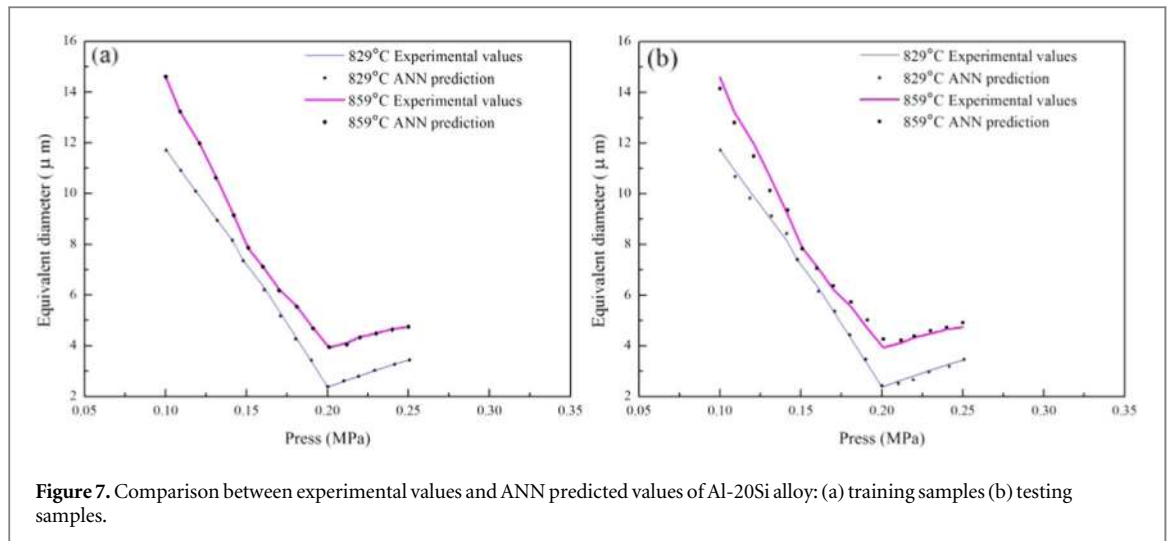 (a)
829°C Experimental values
829°C ANN prediction
859°C Experimental values
859°C ANN prediction
Equivalent diameter ( μ m)
16
14
12
10
8
6
4
2
0.05 0.10 0.15 0.20 0.25 0.30 0.35
Press (MPa)
(b)
829°C Experimental values
829°C ANN prediction
859°C Experimental values
859°C ANN prediction
Equivalent diameter ( μ m)
16
14
12
10
8
6
4
2
0.05 0.10 0.15 0.20 0.25 0.30 0.35
Press (MPa)
Figure 7. Comparison between experimental values and ANN predicted values of Al-20Si alloy: (a) training samples (b) testing
samples.